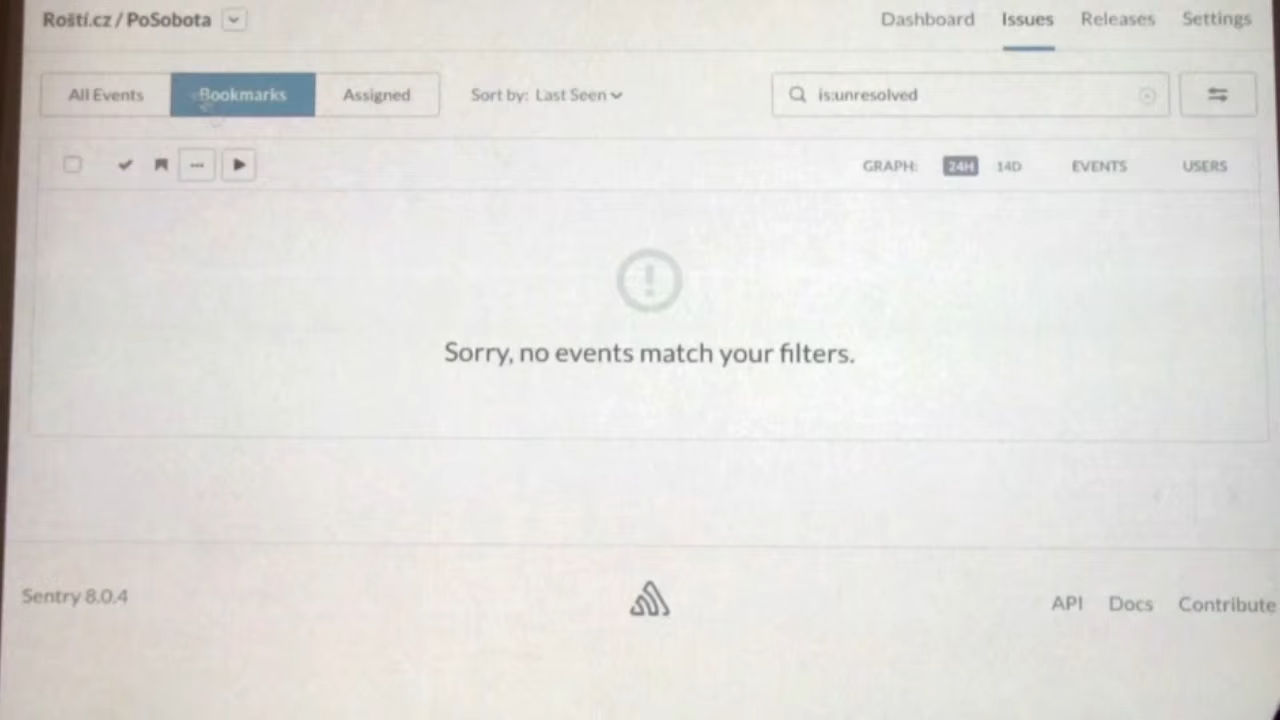 Roští.cz / PoSobota
Dashboard Issues Releases Settings
All Events Bookmarks Assigned Sort by: Last Seen is:unresolved
GRAPH: 24H 14D EVENTS USERS
Sorry, no events match your filters.
Sentry 8.0.4
API Docs Contribute